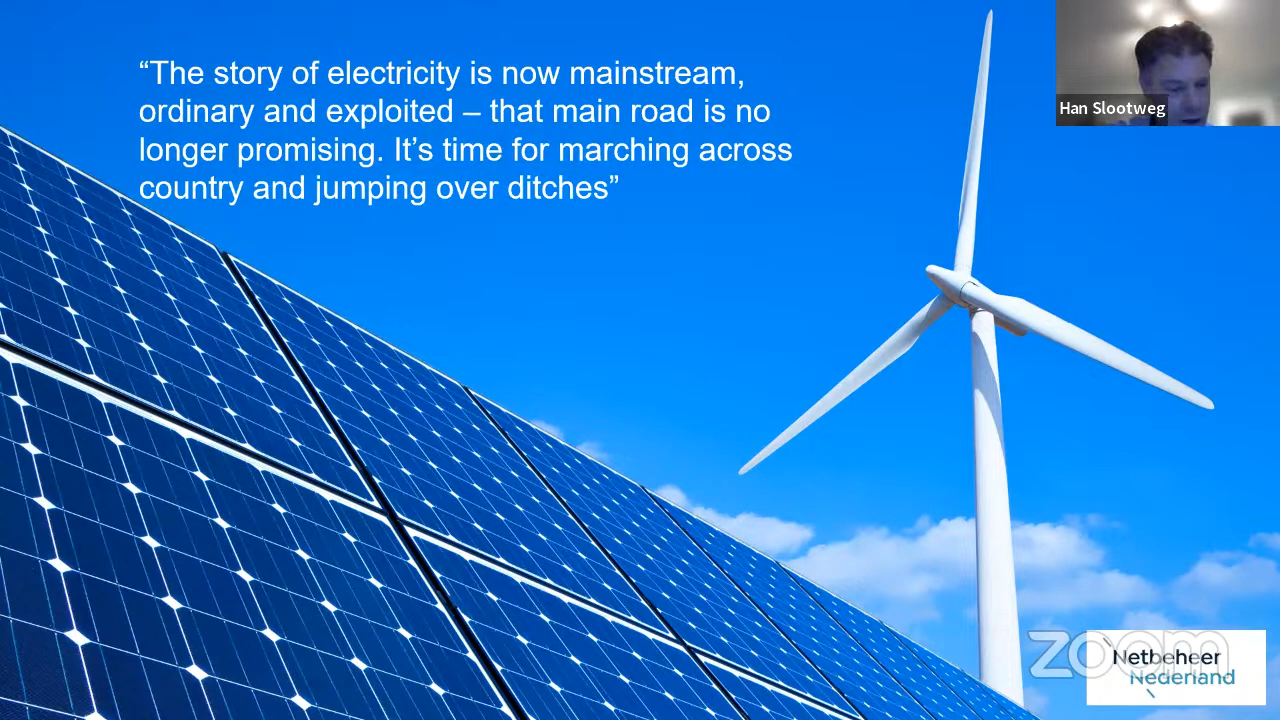 “The story of electricity is now mainstream,
ordinary and exploited – that main road is no
longer promising. It’s time for marching across
country and jumping over ditches”
Han Slootweg
zoom
Netbeheer
Nederland